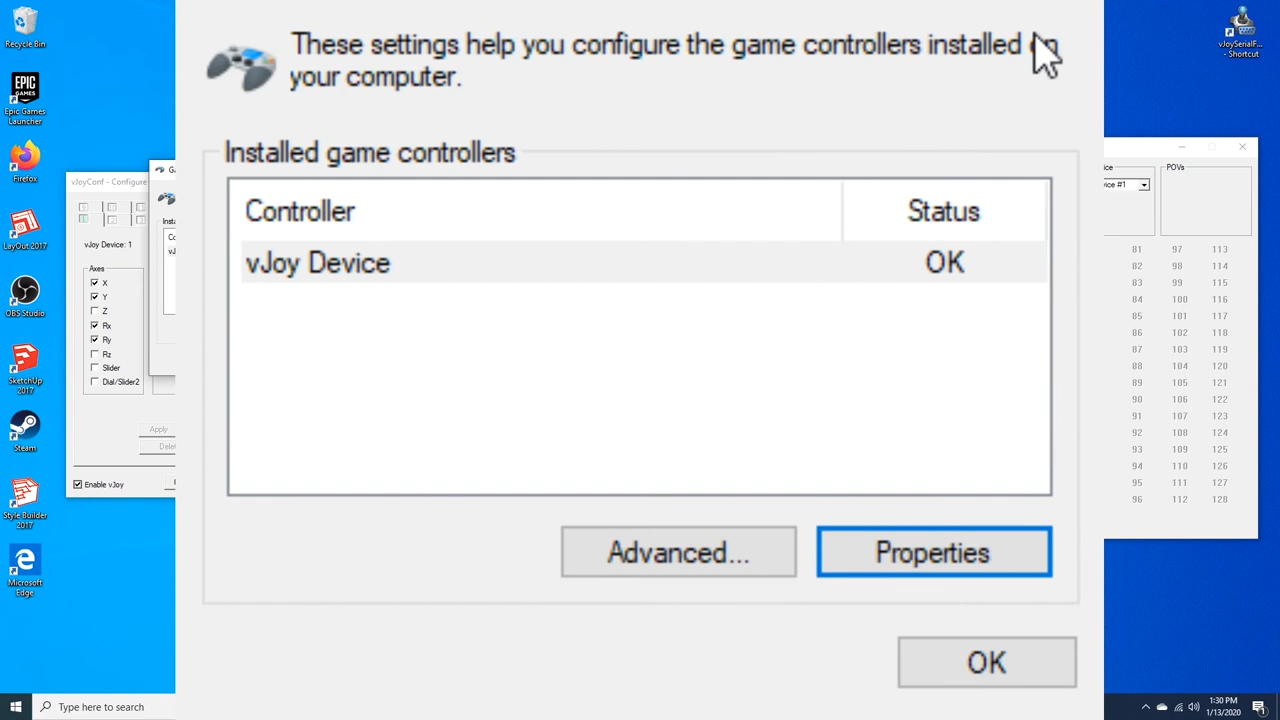 Recycle Bin
EPIC
GAMES
Epic Games
Launcher
Firefox
LayOut 2017
OBS Studio
SketchUp
2017
Steam
Style Builder
2017
Microsoft
Edge
vJoyConf - Configure
vJoy Device: 1
Axes
X
Y
Z
Rx
Ry
Rz
Slider
Dial/Slider2
Apply
Enable vJoy
These settings help you configure the game controllers installed on
your computer.
Installed game controllers
Controller Status
vJoy Device OK
Advanced...
Properties
OK
vJoySerialF...
- Shortcut
POVs
81 97 113
82 98 114
83 99 115
84 100 116
85 101 117
86 102 118
87 103 119
88 104 120
89 105 121
90 106 122
91 107 123
92 108 124
93 109 125
94 110 126
95 111 127
96 112 128
Type here to search
1:30 PM
1/13/2020